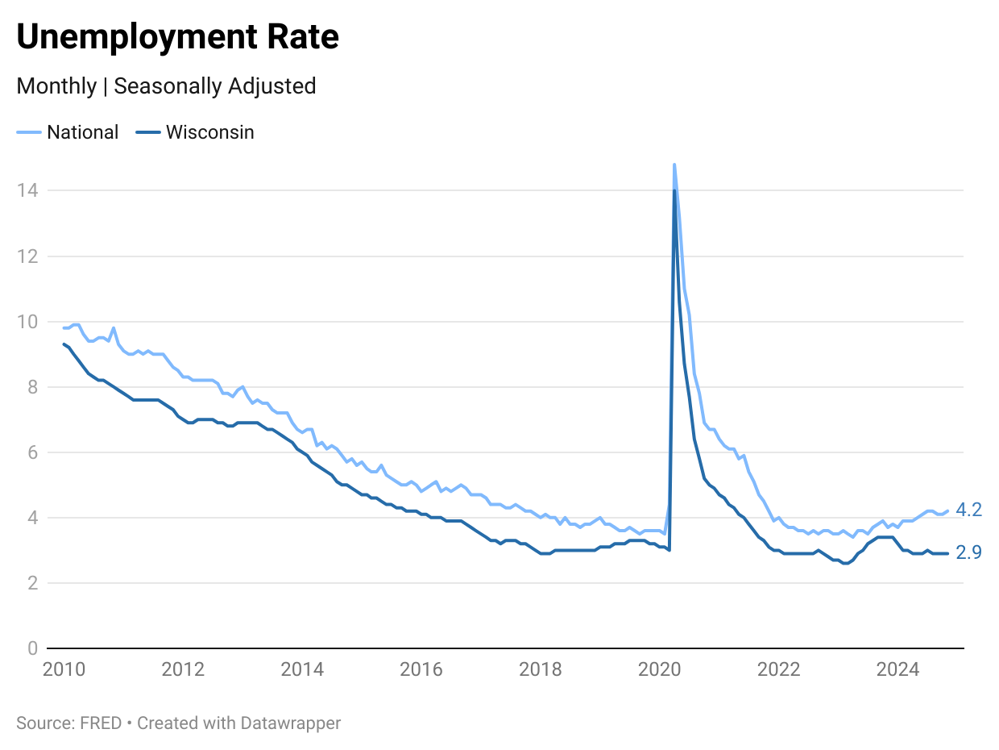 Unemployment Rate
Monthly | Seasonally Adjusted
National Wisconsin
14
12
10
8
6
4
2
0
4.2
2.9
2010 2012 2014 2016 2018 2020 2022 2024
Source: FRED • Created with Datawrapper